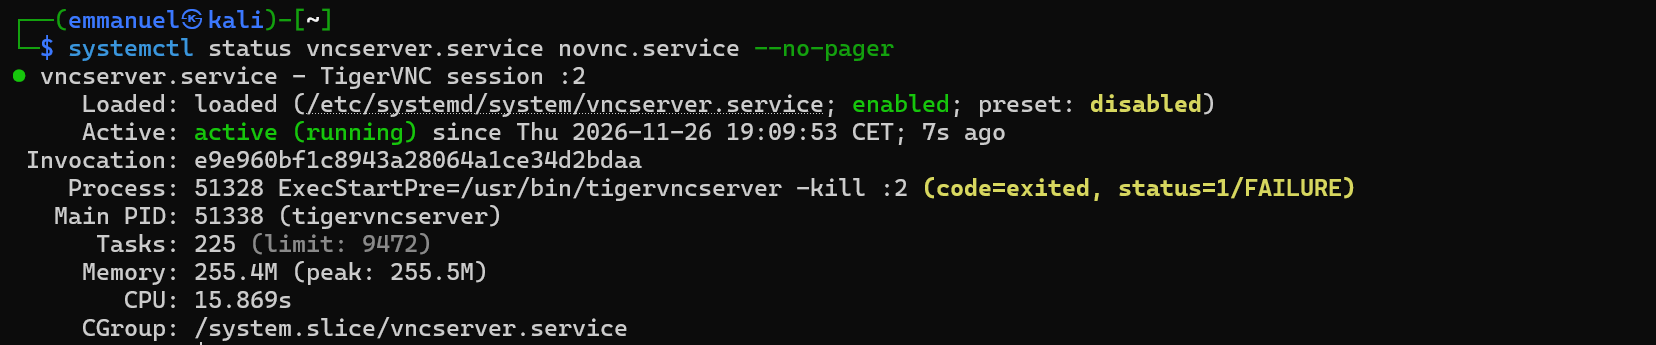 ┌──(emmanuel㉿kali)-[~]
└─$ systemctl status vncserver.service novnc.service --no-pager
● vncserver.service - TigerVNC session :2
Loaded: loaded (/etc/systemd/system/vncserver.service; enabled; preset: disabled)
Active: active (running) since Thu 2026-11-26 19:09:53 CET; 7s ago
Invocation: e9e960bf1c8943a28064a1ce34d2bdaa
Process: 51328 ExecStartPre=/usr/bin/tigervncserver -kill :2 (code=exited, status=1/FAILURE)
Main PID: 51338 (tigervncserver)
Tasks: 225 (limit: 9472)
Memory: 255.4M (peak: 255.5M)
CPU: 15.869s
CGroup: /system.slice/vncserver.service